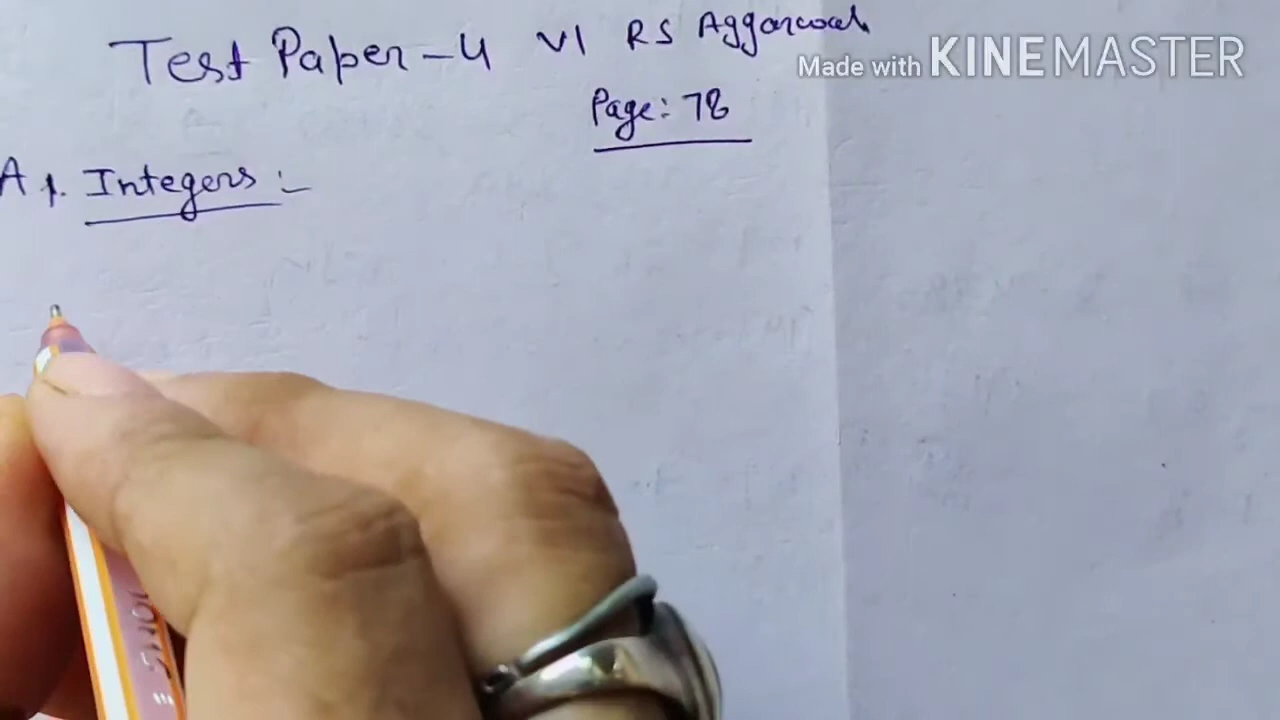 Test Paper-4 VI RS Aggarwal
Made with KINEMASTER
Page: 78
A 1. Integers :-